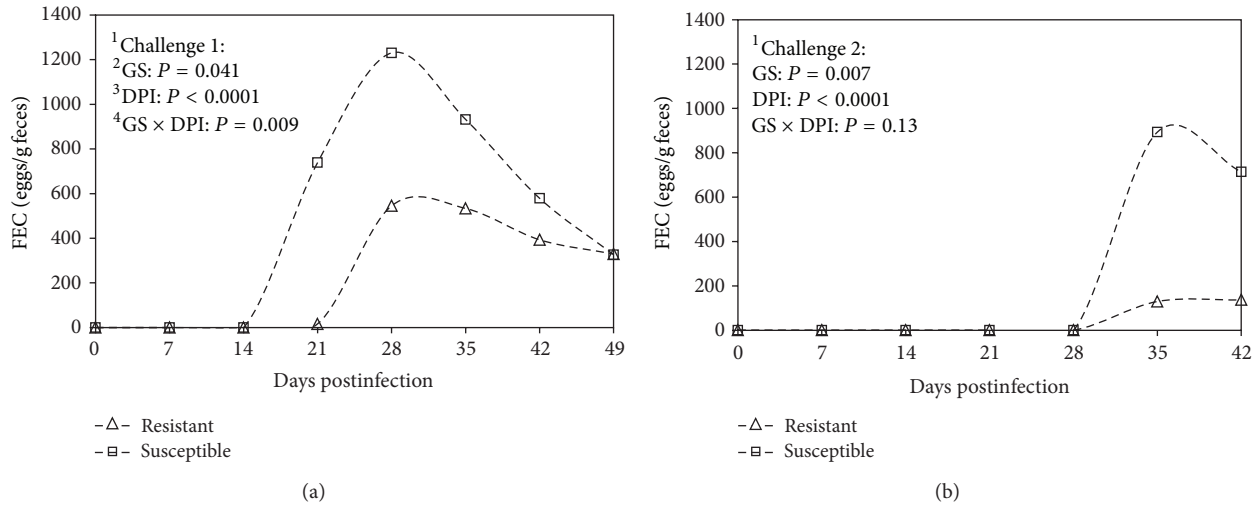 1400
1200
1000
800
600
400
200
0
FEC (eggs/g feces)
¹Challenge 1:
²GS: P = 0.041
³DPI: P < 0.0001
⁴GS × DPI: P = 0.009
0 7 14 21 28 35 42 49
Days postinfection
Resistant
Susceptible
(a)
1400
1200
1000
800
600
400
200
0
FEC (eggs/g feces)
¹Challenge 2:
GS: P = 0.007
DPI: P < 0.0001
GS × DPI: P = 0.13
0 7 14 21 28 35 42
Days postinfection
Resistant
Susceptible
(b)